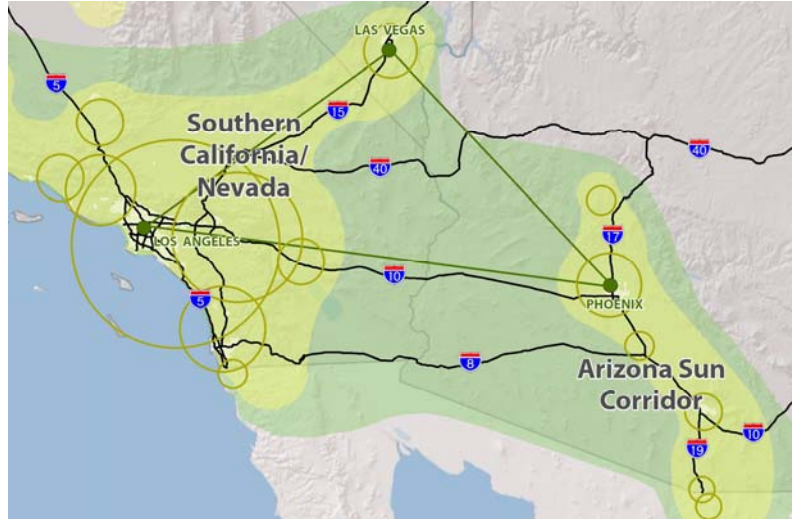 LAS VEGAS
5
15
Southern
California/
Nevada
40
40
17
LOS ANGELES
10
5
PHOENIX
8
Arizona Sun
Corridor
10
19